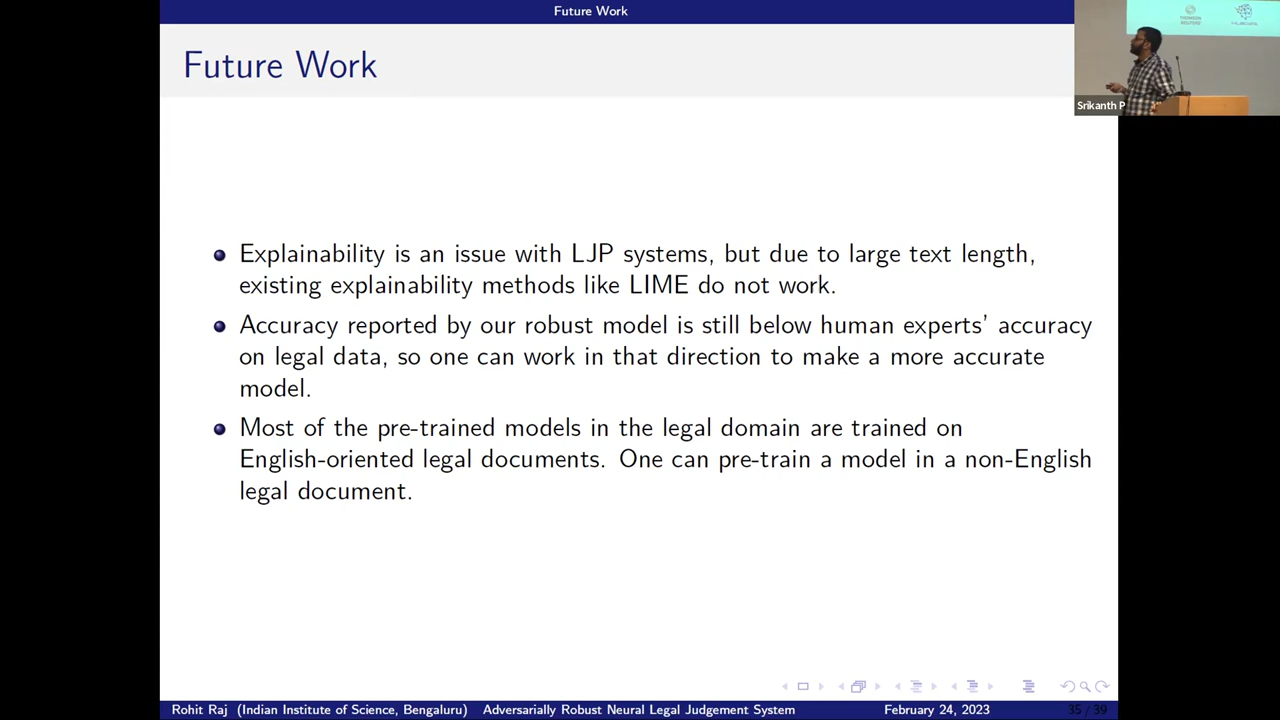 Future Work
Future Work
THOMSON
REUTERS
Srikanth P
Explainability is an issue with LJP systems, but due to large text length,
existing explainability methods like LIME do not work.
Accuracy reported by our robust model is still below human experts' accuracy
on legal data, so one can work in that direction to make a more accurate
model.
Most of the pre-trained models in the legal domain are trained on
English-oriented legal documents. One can pre-train a model in a non-English
legal document.
Rohit Raj (Indian Institute of Science, Bengaluru) Adversarially Robust Neural Legal Judgement System February 24, 2023 35 / 39